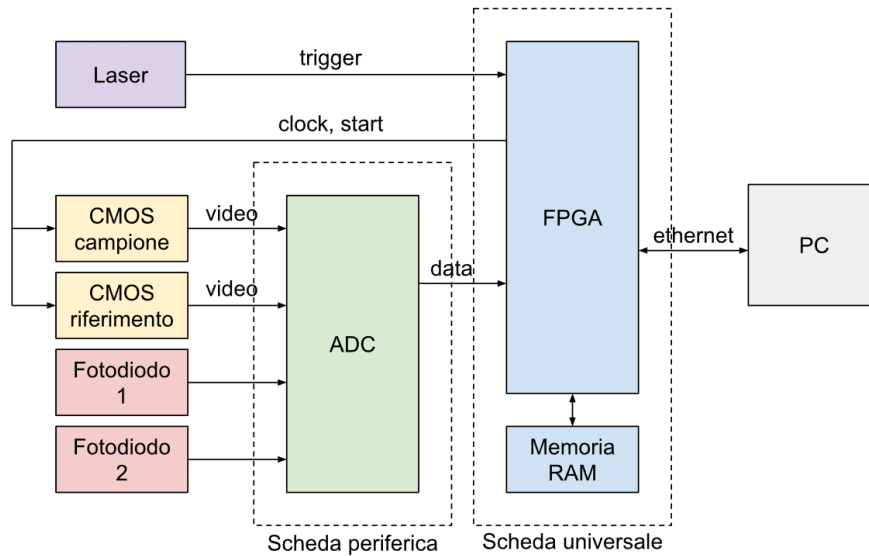 Laser
trigger
clock, start
CMOS
campione
video
CMOS
riferimento
video
Fotodiodo
1
Fotodiodo
2
ADC
data
FPGA
ethernet
PC
Memoria
RAM
Scheda periferica
Scheda universale